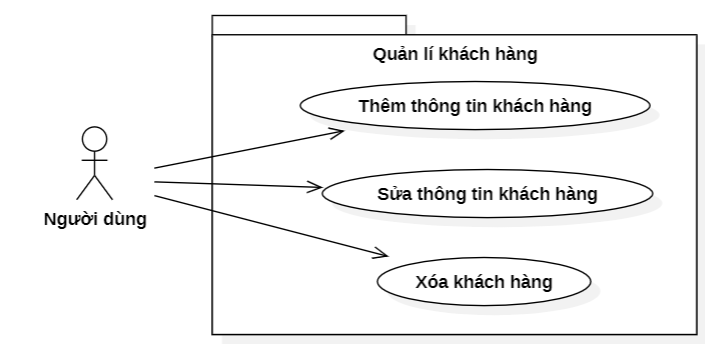 Quản lí khách hàng
Thêm thông tin khách hàng
Sửa thông tin khách hàng
Người dùng
Xóa khách hàng